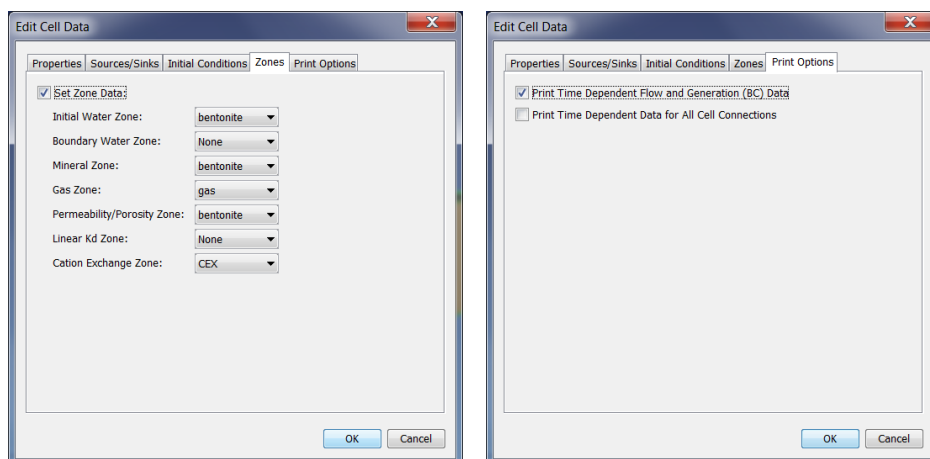 Edit Cell Data
X
Properties Sources/Sinks Initial Conditions Zones Print Options
Set Zone Data:
Initial Water Zone: bentonite
Boundary Water Zone: None
Mineral Zone: bentonite
Gas Zone: gas
Permeability/Porosity Zone: bentonite
Linear Kd Zone: None
Cation Exchange Zone: CEX
OK Cancel
Edit Cell Data
X
Properties Sources/Sinks Initial Conditions Zones Print Options
Print Time Dependent Flow and Generation (BC) Data
Print Time Dependent Data for All Cell Connections
OK Cancel